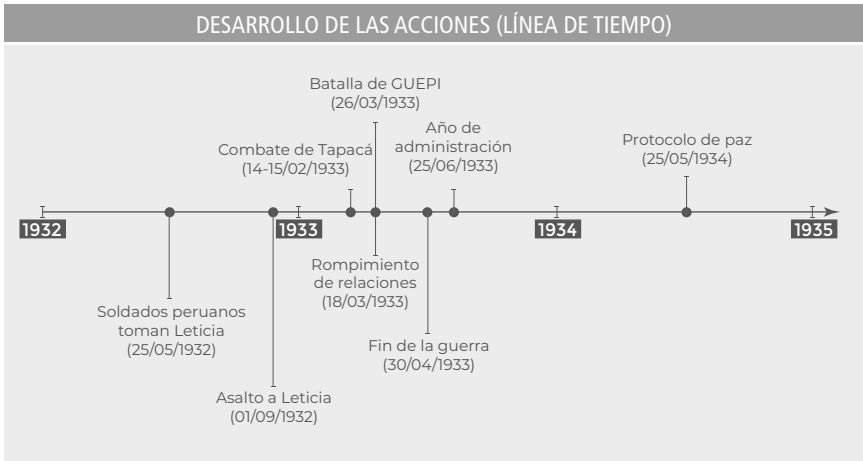 DESARROLLO DE LAS ACCIONES (LÍNEA DE TIEMPO)
Batalla de GUEPI
(26/03/1933)
Combate de Tapacá
(14-15/02/1933)
Año de
administración
(25/06/1933)
Protocolo de paz
(25/05/1934)
1932
1933
1934
1935
Soldados peruanos
toman Leticia
(25/05/1932)
Asalto a Leticia
(01/09/1932)
Rompimiento
de relaciones
(18/03/1933)
Fin de la guerra
(30/04/1933)